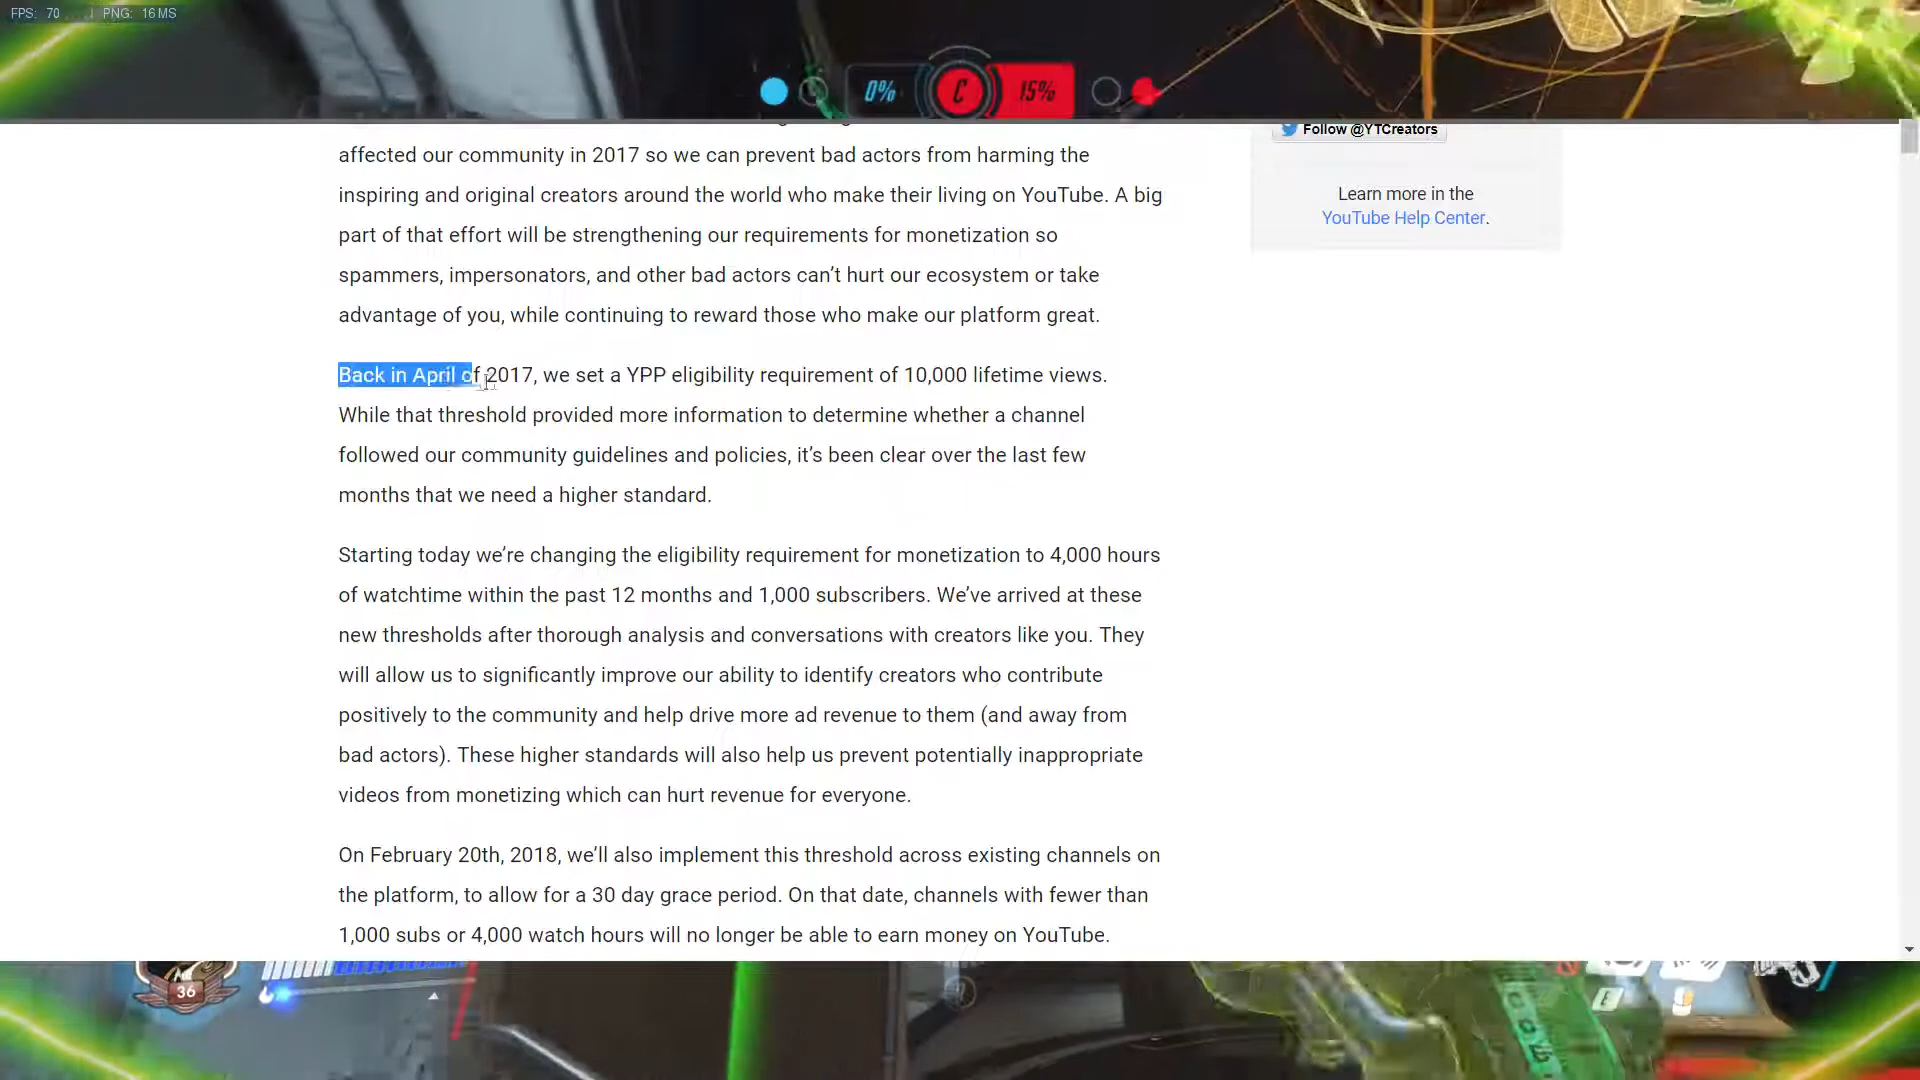 FPS: 70
PNG: 16 MS
0%
C
15%
Follow @YTCreators
Learn more in the
YouTube Help Center.
affected our community in 2017 so we can prevent bad actors from harming the
inspiring and original creators around the world who make their living on YouTube. A big
part of that effort will be strengthening our requirements for monetization so
spammers, impersonators, and other bad actors can’t hurt our ecosystem or take
advantage of you, while continuing to reward those who make our platform great.
Back in April of 2017, we set a YPP eligibility requirement of 10,000 lifetime views.
While that threshold provided more information to determine whether a channel
followed our community guidelines and policies, it’s been clear over the last few
months that we need a higher standard.
Starting today we’re changing the eligibility requirement for monetization to 4,000 hours
of watchtime within the past 12 months and 1,000 subscribers. We’ve arrived at these
new thresholds after thorough analysis and conversations with creators like you. They
will allow us to significantly improve our ability to identify creators who contribute
positively to the community and help drive more ad revenue to them (and away from
bad actors). These higher standards will also help us prevent potentially inappropriate
videos from monetizing which can hurt revenue for everyone.
On February 20th, 2018, we’ll also implement this threshold across existing channels on
the platform, to allow for a 30 day grace period. On that date, channels with fewer than
1,000 subs or 4,000 watch hours will no longer be able to earn money on YouTube.
36
E